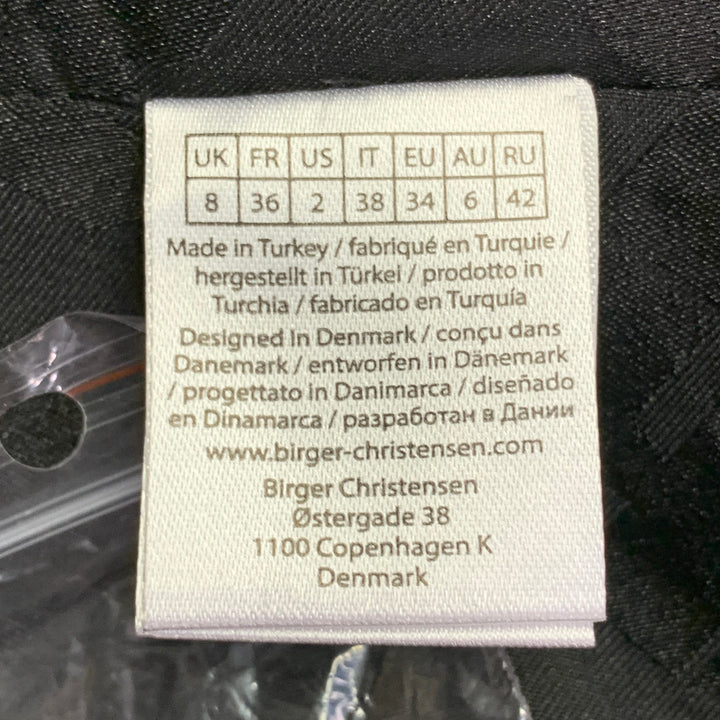 UK FR US IT EU AU RU
8 36 2 38 34 6 42
Made in Turkey / fabriqué en Turquie /
hergestellt in Türkei / prodotto in
Turchia / fabricado en Turquía
Designed in Denmark / conçu dans
Danemark / entworfen in Dänemark
/ progettato in Danimarca / diseñado
en Dinamarca / разработан в Дании
www.birger-christensen.com
Birger Christensen
Østergade 38
1100 Copenhagen K
Denmark